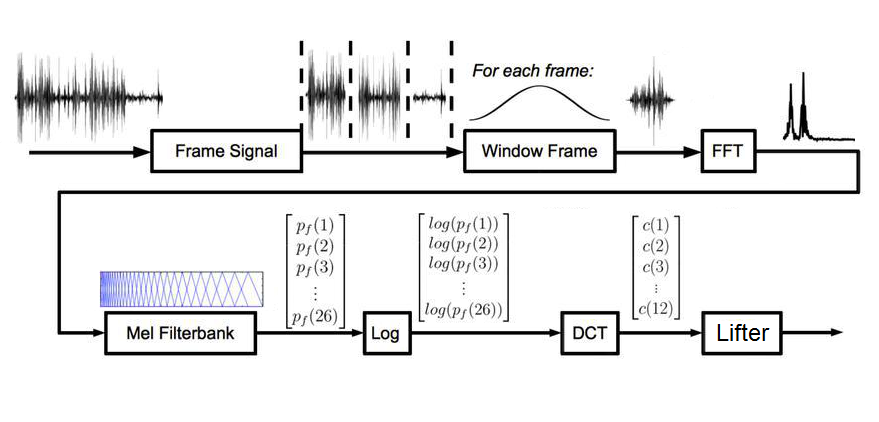 For each frame:
Frame Signal
Window Frame
FFT
Mel Filterbank
p_f(1)
p_f(2)
p_f(3)
⋮
p_f(26)
Log
log(p_f(1))
log(p_f(2))
log(p_f(3))
⋮
log(p_f(26))
DCT
c(1)
c(2)
c(3)
⋮
c(12)
Lifter